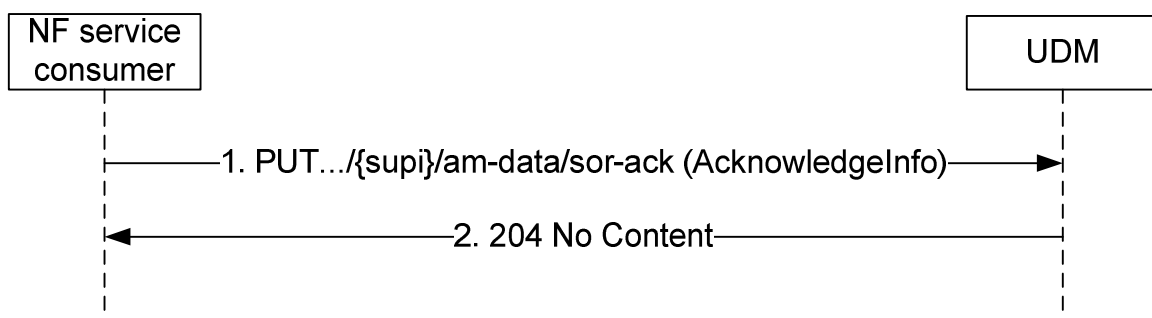 NF service
consumer
UDM
1. PUT.../{supi}/am-data/sor-ack (AcknowledgeInfo)
2. 204 No Content